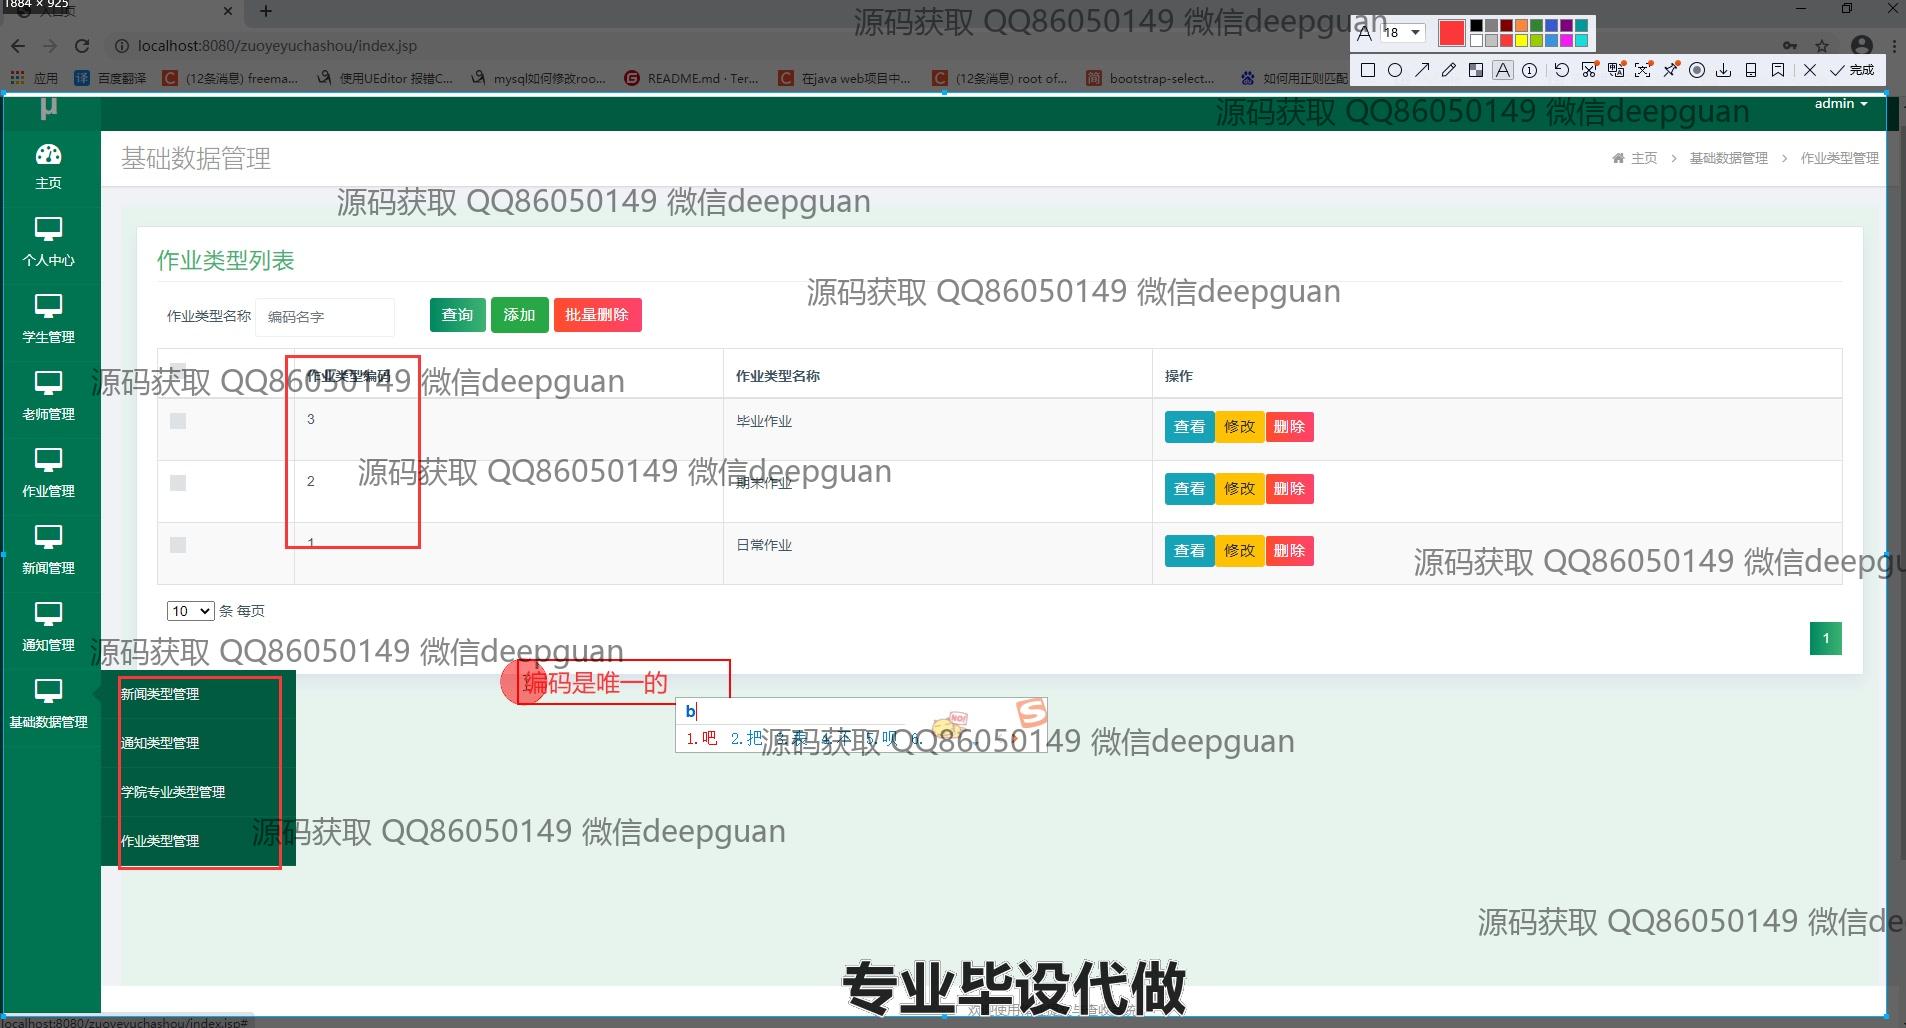 1884 × 925
localhost:8080/zuoyeyuchashou/index.jsp
18
应用 百度翻译 (12条消息) freema... 使用UEditor 报错C... mysql如何修改roo... README.md · Ter... 在java web项目中... (12条消息) root of... bootstrap-select... 如何用正则匹配
完成
源码获取 QQ86050149 微信deepguan
源码获取 QQ86050149 微信deepguan
admin
基础数据管理
主页 > 基础数据管理 > 作业类型管理
源码获取 QQ86050149 微信deepguan
主页
个人中心
学生管理
老师管理
作业管理
新闻管理
通知管理
基础数据管理
作业类型列表
源码获取 QQ86050149 微信deepguan
作业类型名称 编码名字 查询 添加 批量删除
作业类型编码 作业类型名称 操作
源码获取 QQ86050149 微信deepguan
3 毕业作业 查看 修改 删除
源码获取 QQ86050149 微信deepguan
2 期末作业 查看 修改 删除
1 日常作业 查看 修改 删除
源码获取 QQ86050149 微信deepgu
10 条 每页
1
源码获取 QQ86050149 微信deepguan
编码是唯一的
b
1.吧 2.把
NO!
源码获取 QQ86050149 微信deepguan
新闻类型管理
通知类型管理
学院专业类型管理
作业类型管理
源码获取 QQ86050149 微信deepguan
源码获取 QQ86050149 微信deepg
专业毕设代做
localhost:8080/zuoyeyuchashou/index.jsp#